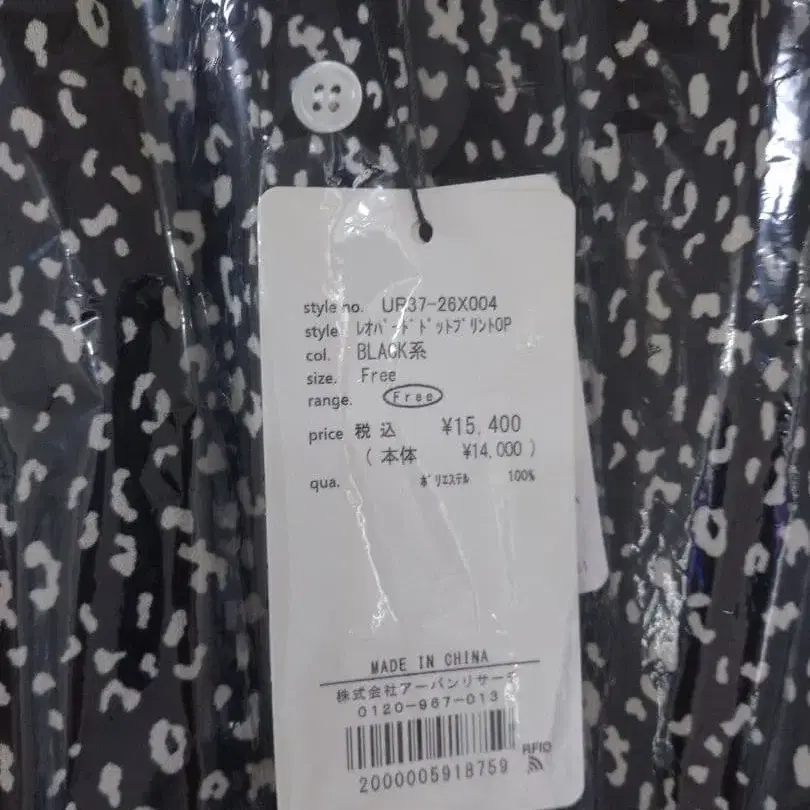 style no. UR37-26X004
style ﾚｵﾊﾟｰﾄﾞﾄﾞｯﾄﾌﾟﾘﾝﾄOP
col. BLACK系
size. Free
range. Free
price 税込 ¥15,400
(本体 ¥14,000)
qua. ﾎﾟﾘｴｽﾃﾙ 100%
MADE IN CHINA
株式会社アーバンリサーチ
0120-967-013
RFID
2000005918759